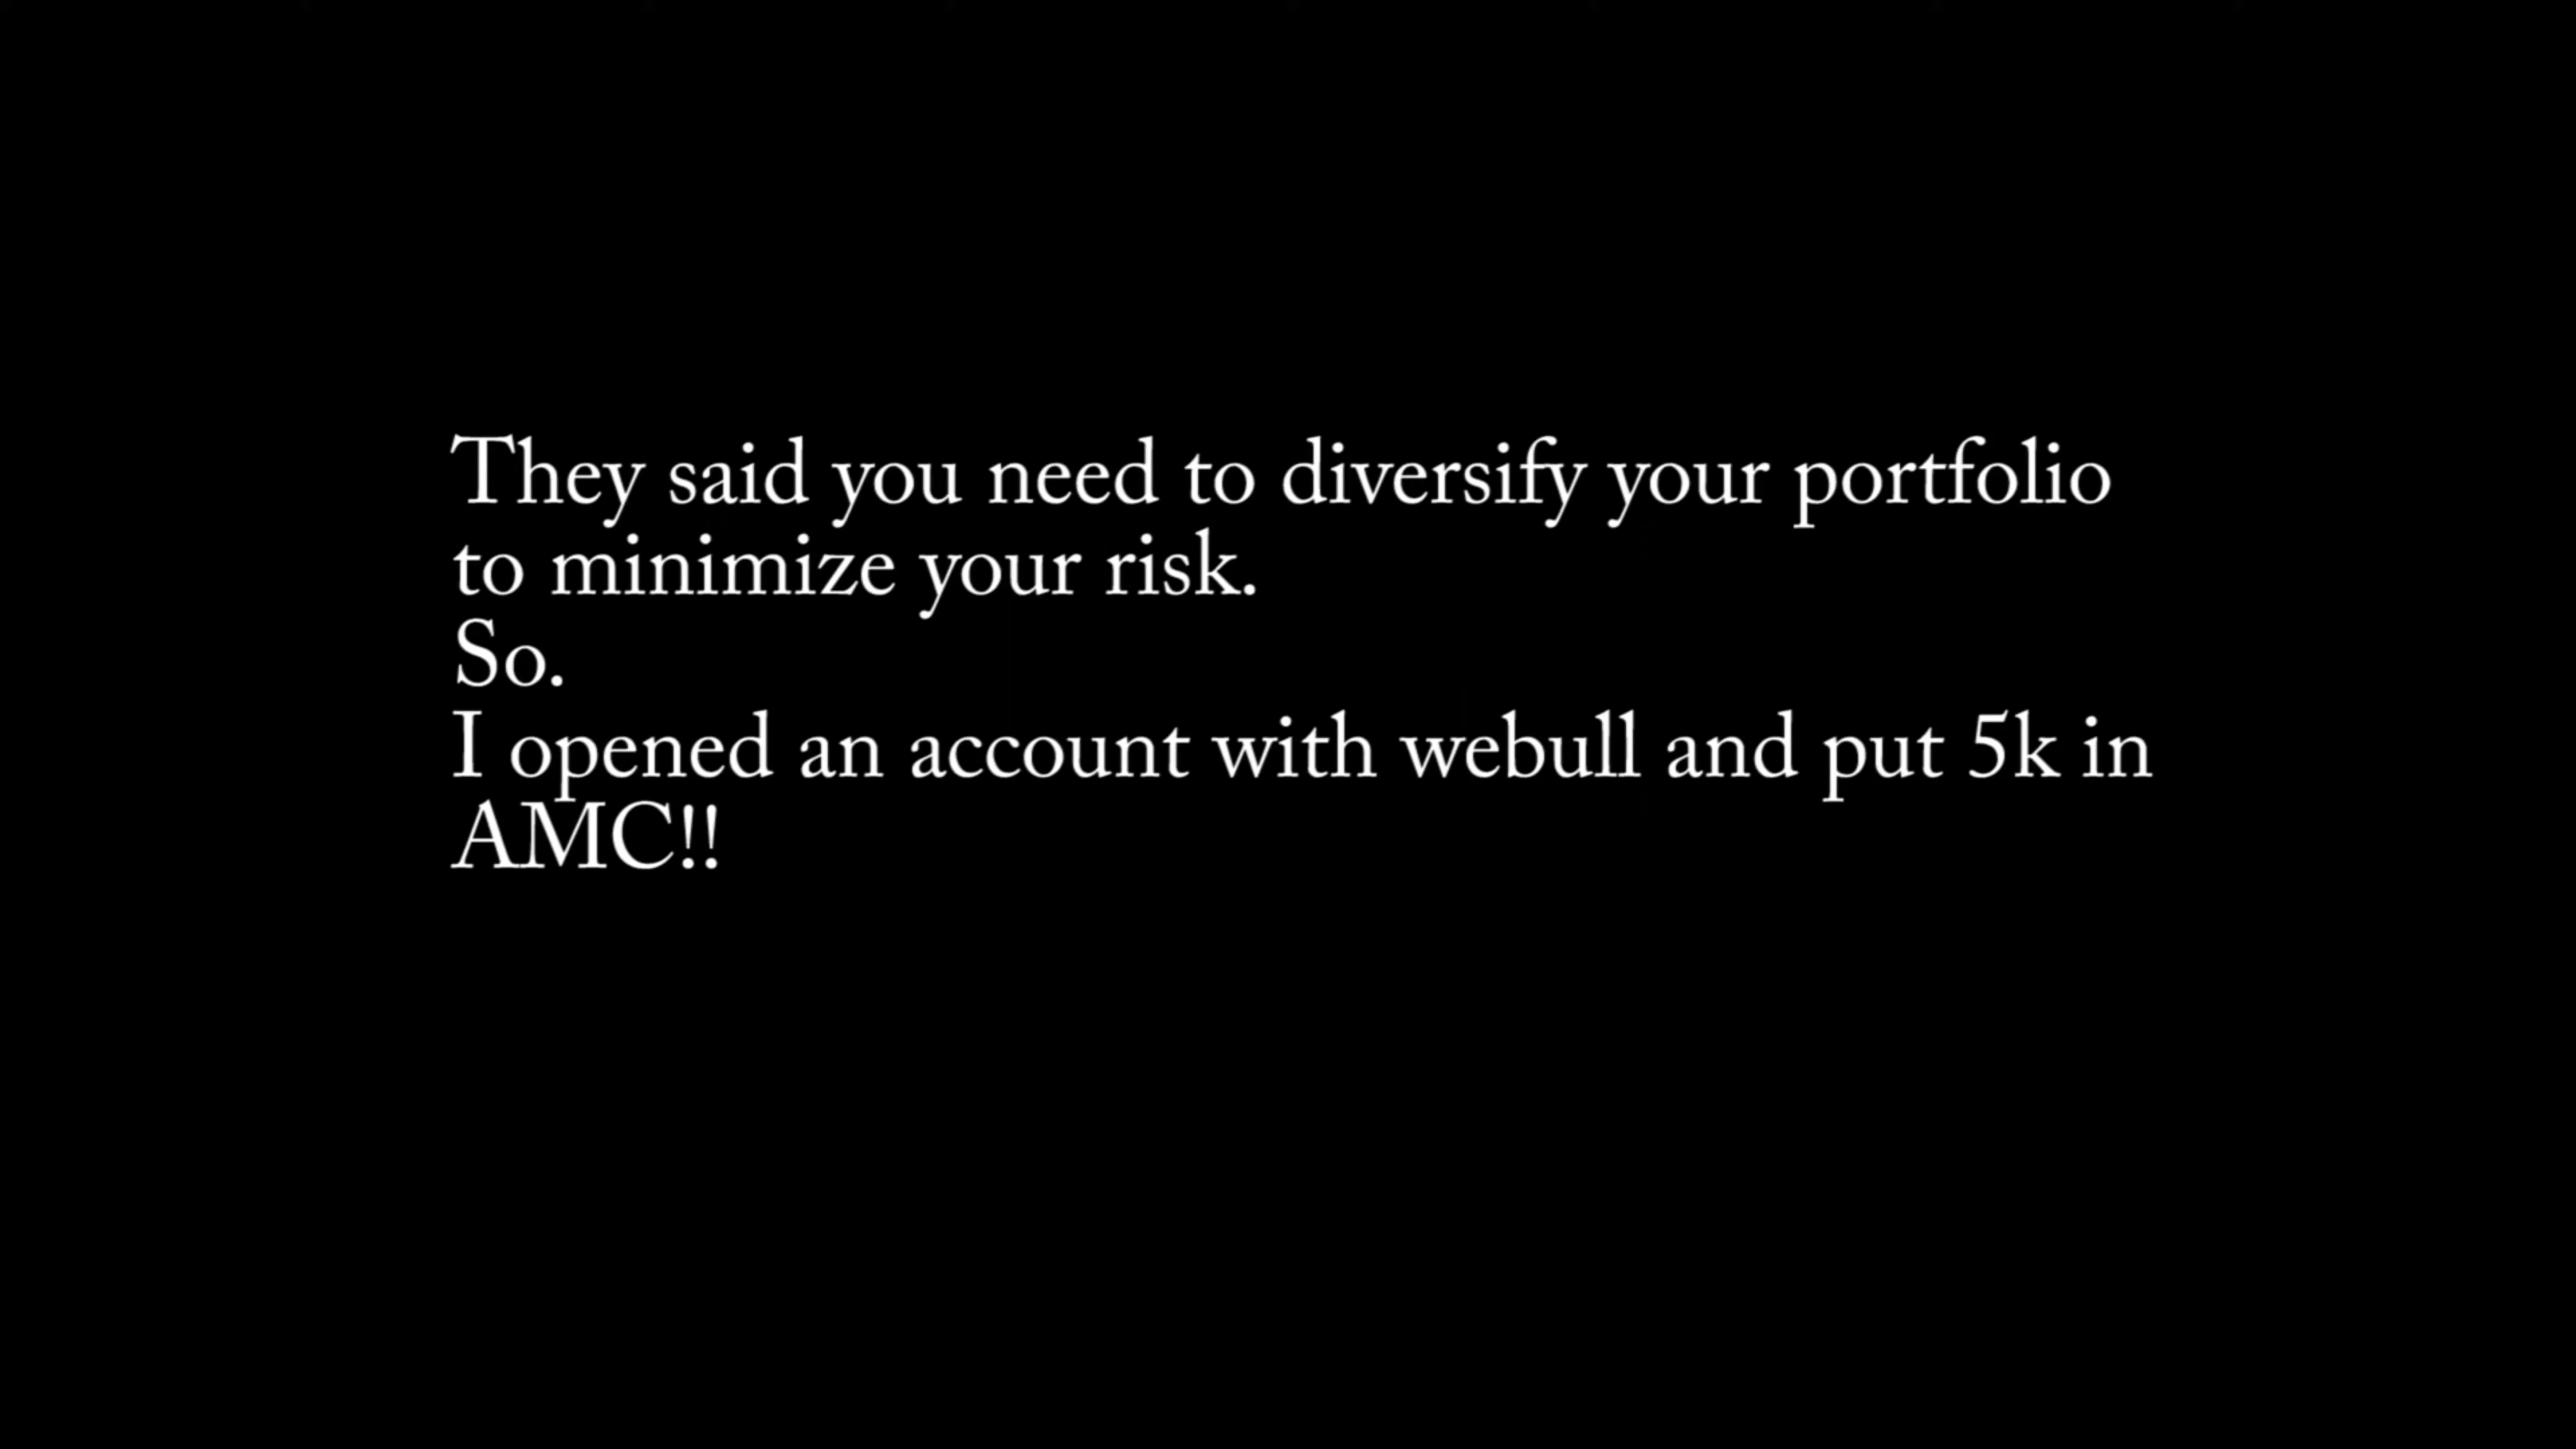 They said you need to diversify your portfolio
to minimize your risk.
So.
I opened an account with webull and put 5k in
AMC!!